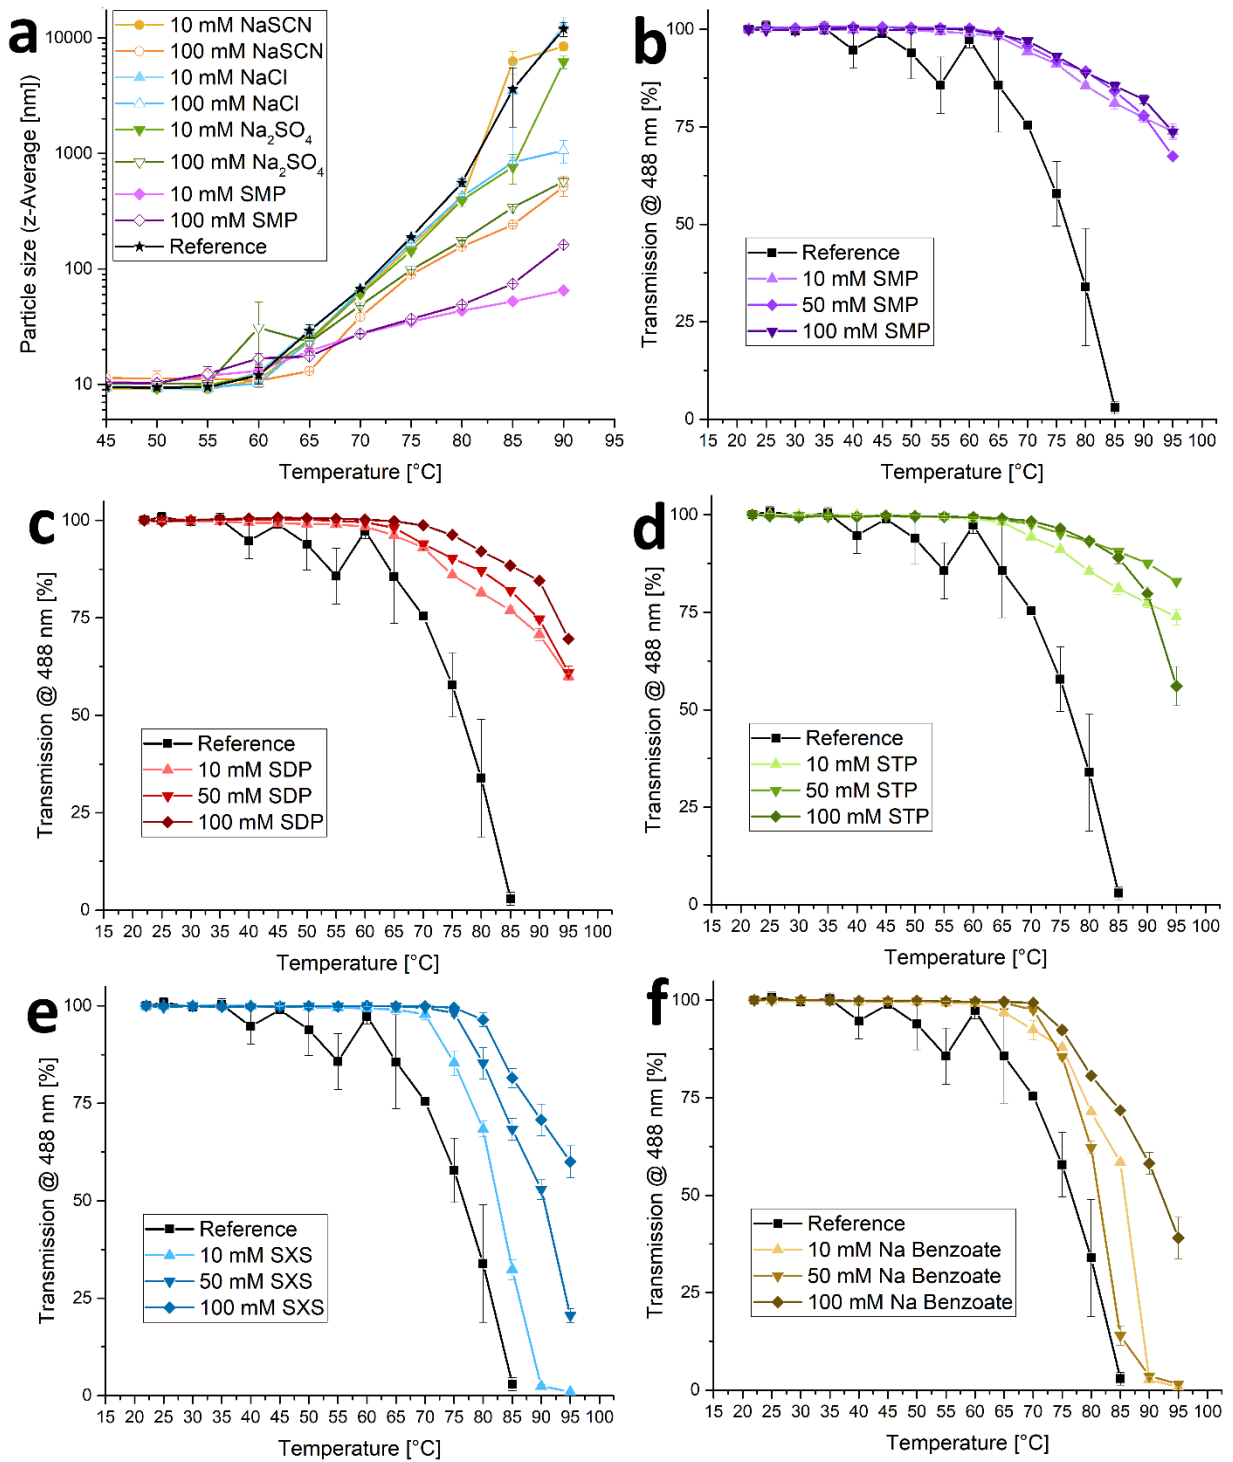 a
10 mM NaSCN
100 mM NaSCN
10 mM NaCl
100 mM NaCl
10 mM Na₂SO₄
100 mM Na₂SO₄
10 mM SMP
100 mM SMP
Reference
10000
1000
100
10
Particle size (z-Average [nm])
45 50 55 60 65 70 75 80 85 90 95
Temperature [°C]
b
100
75
50
25
0
Transmission @ 488 nm [%]
Reference
10 mM SMP
50 mM SMP
100 mM SMP
15 20 25 30 35 40 45 50 55 60 65 70 75 80 85 90 95 100
Temperature [°C]
c
100
75
50
25
0
Transmission @ 488 nm [%]
Reference
10 mM SDP
50 mM SDP
100 mM SDP
15 20 25 30 35 40 45 50 55 60 65 70 75 80 85 90 95 100
Temperature [°C]
d
100
75
50
25
0
Transmission @ 488 nm [%]
Reference
10 mM STP
50 mM STP
100 mM STP
15 20 25 30 35 40 45 50 55 60 65 70 75 80 85 90 95 100
Temperature [°C]
e
100
75
50
25
0
Transmission @ 488 nm [%]
Reference
10 mM SXS
50 mM SXS
100 mM SXS
15 20 25 30 35 40 45 50 55 60 65 70 75 80 85 90 95 100
Temperature [°C]
f
100
75
50
25
0
Transmission @ 488 nm [%]
Reference
10 mM Na Benzoate
50 mM Na Benzoate
100 mM Na Benzoate
15 20 25 30 35 40 45 50 55 60 65 70 75 80 85 90 95 100
Temperature [°C]